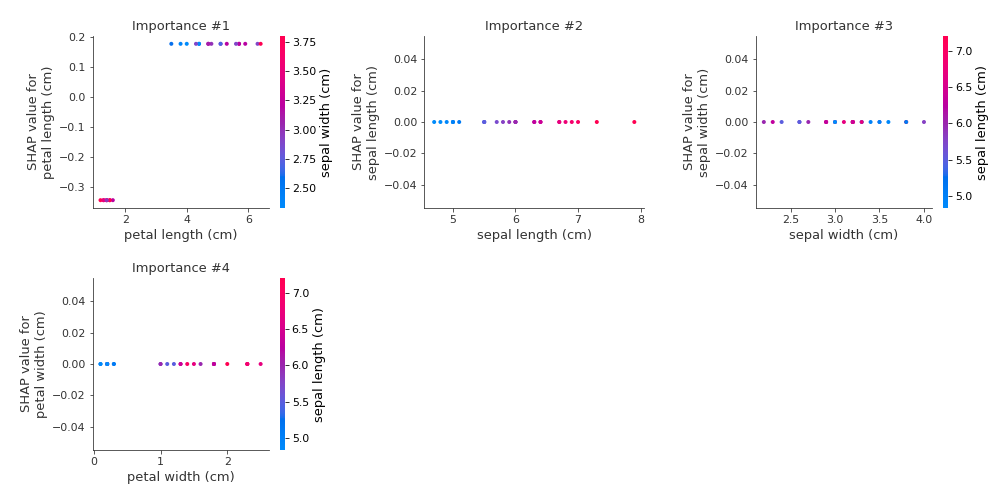 Importance #1
0.2
0.1
0.0
−0.1
−0.2
−0.3
SHAP value for
petal length (cm)
2
4
6
petal length (cm)
3.75
3.50
3.25
3.00
2.75
2.50
sepal width (cm)
Importance #2
0.04
0.02
0.00
−0.02
−0.04
SHAP value for
sepal length (cm)
5
6
7
8
sepal length (cm)
Importance #3
0.04
0.02
0.00
−0.02
−0.04
SHAP value for
sepal width (cm)
2.5
3.0
3.5
4.0
sepal width (cm)
7.0
6.5
6.0
5.5
5.0
sepal length (cm)
Importance #4
0.04
0.02
0.00
−0.02
−0.04
SHAP value for
petal width (cm)
0
1
2
petal width (cm)
7.0
6.5
6.0
5.5
5.0
sepal length (cm)